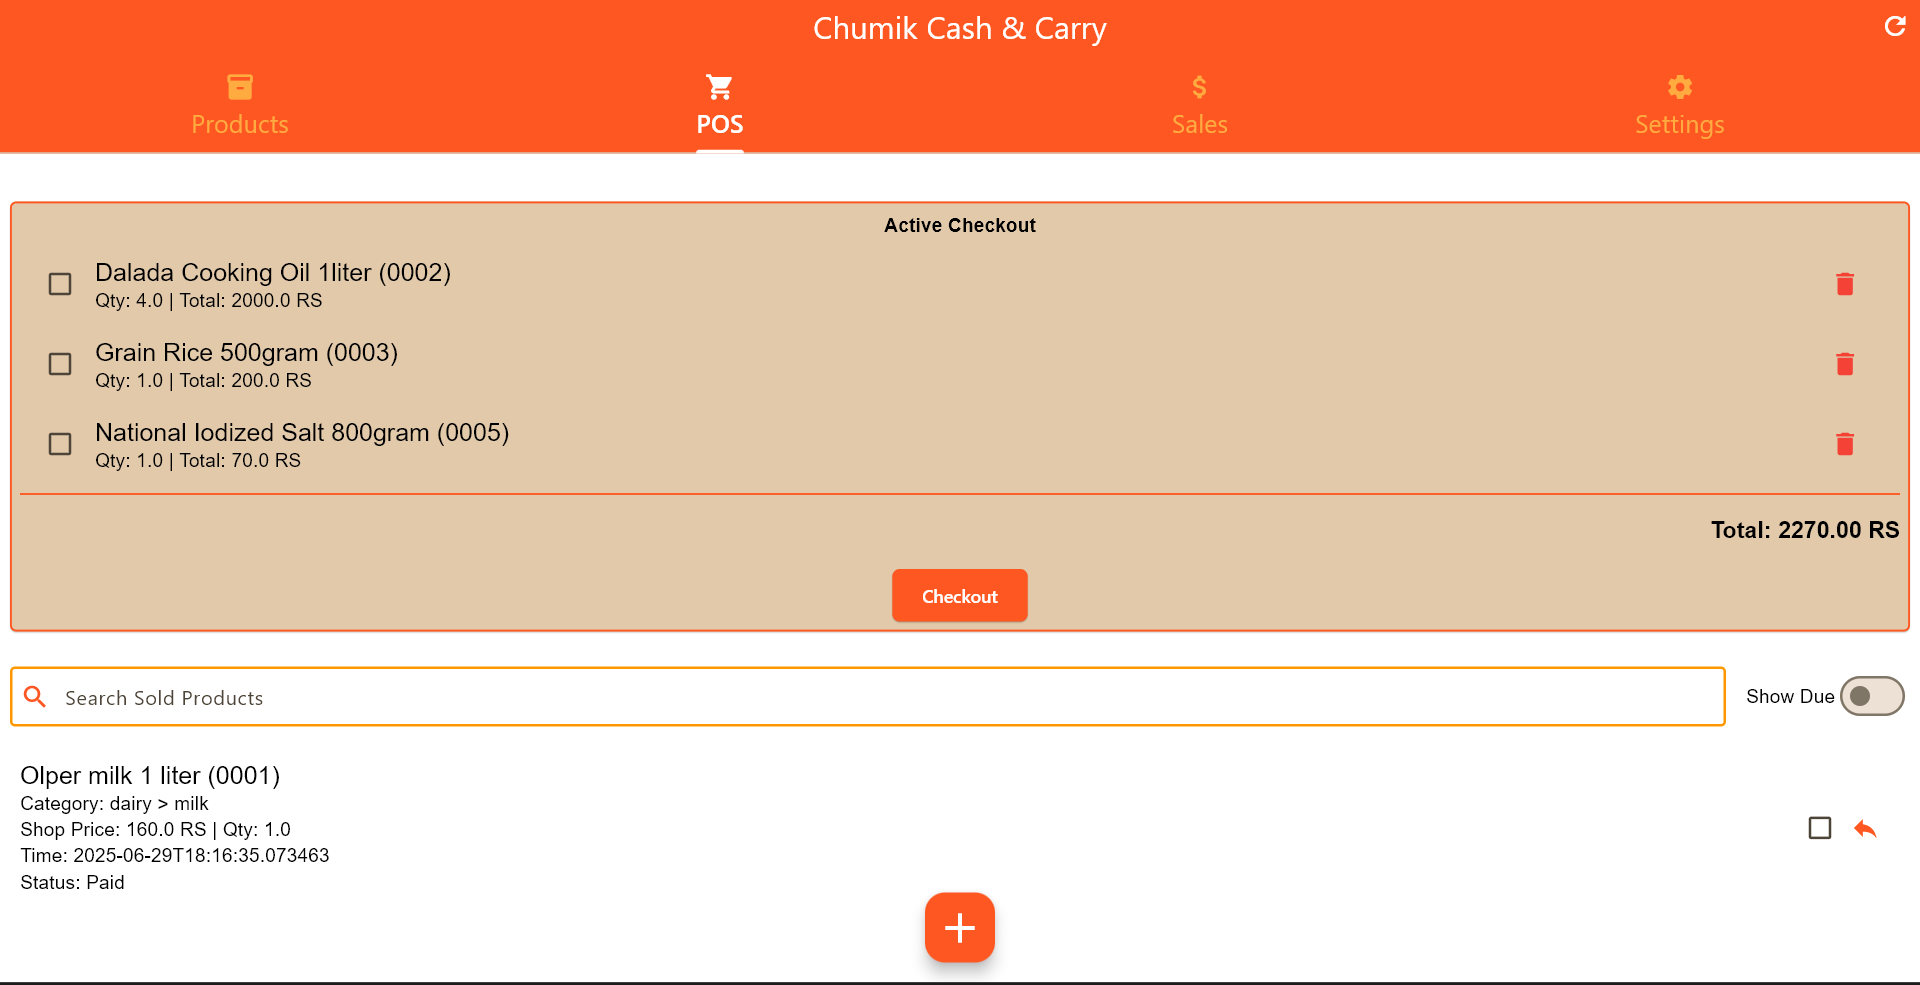 Chumik Cash & Carry
Products
POS
Sales
Settings
Active Checkout
Dalada Cooking Oil 1liter (0002)
Qty: 4.0 | Total: 2000.0 RS
Grain Rice 500gram (0003)
Qty: 1.0 | Total: 200.0 RS
National Iodized Salt 800gram (0005)
Qty: 1.0 | Total: 70.0 RS
Total: 2270.00 RS
Checkout
Search Sold Products
Show Due
Olper milk 1 liter (0001)
Category: dairy > milk
Shop Price: 160.0 RS | Qty: 1.0
Time: 2025-06-29T18:16:35.073463
Status: Paid